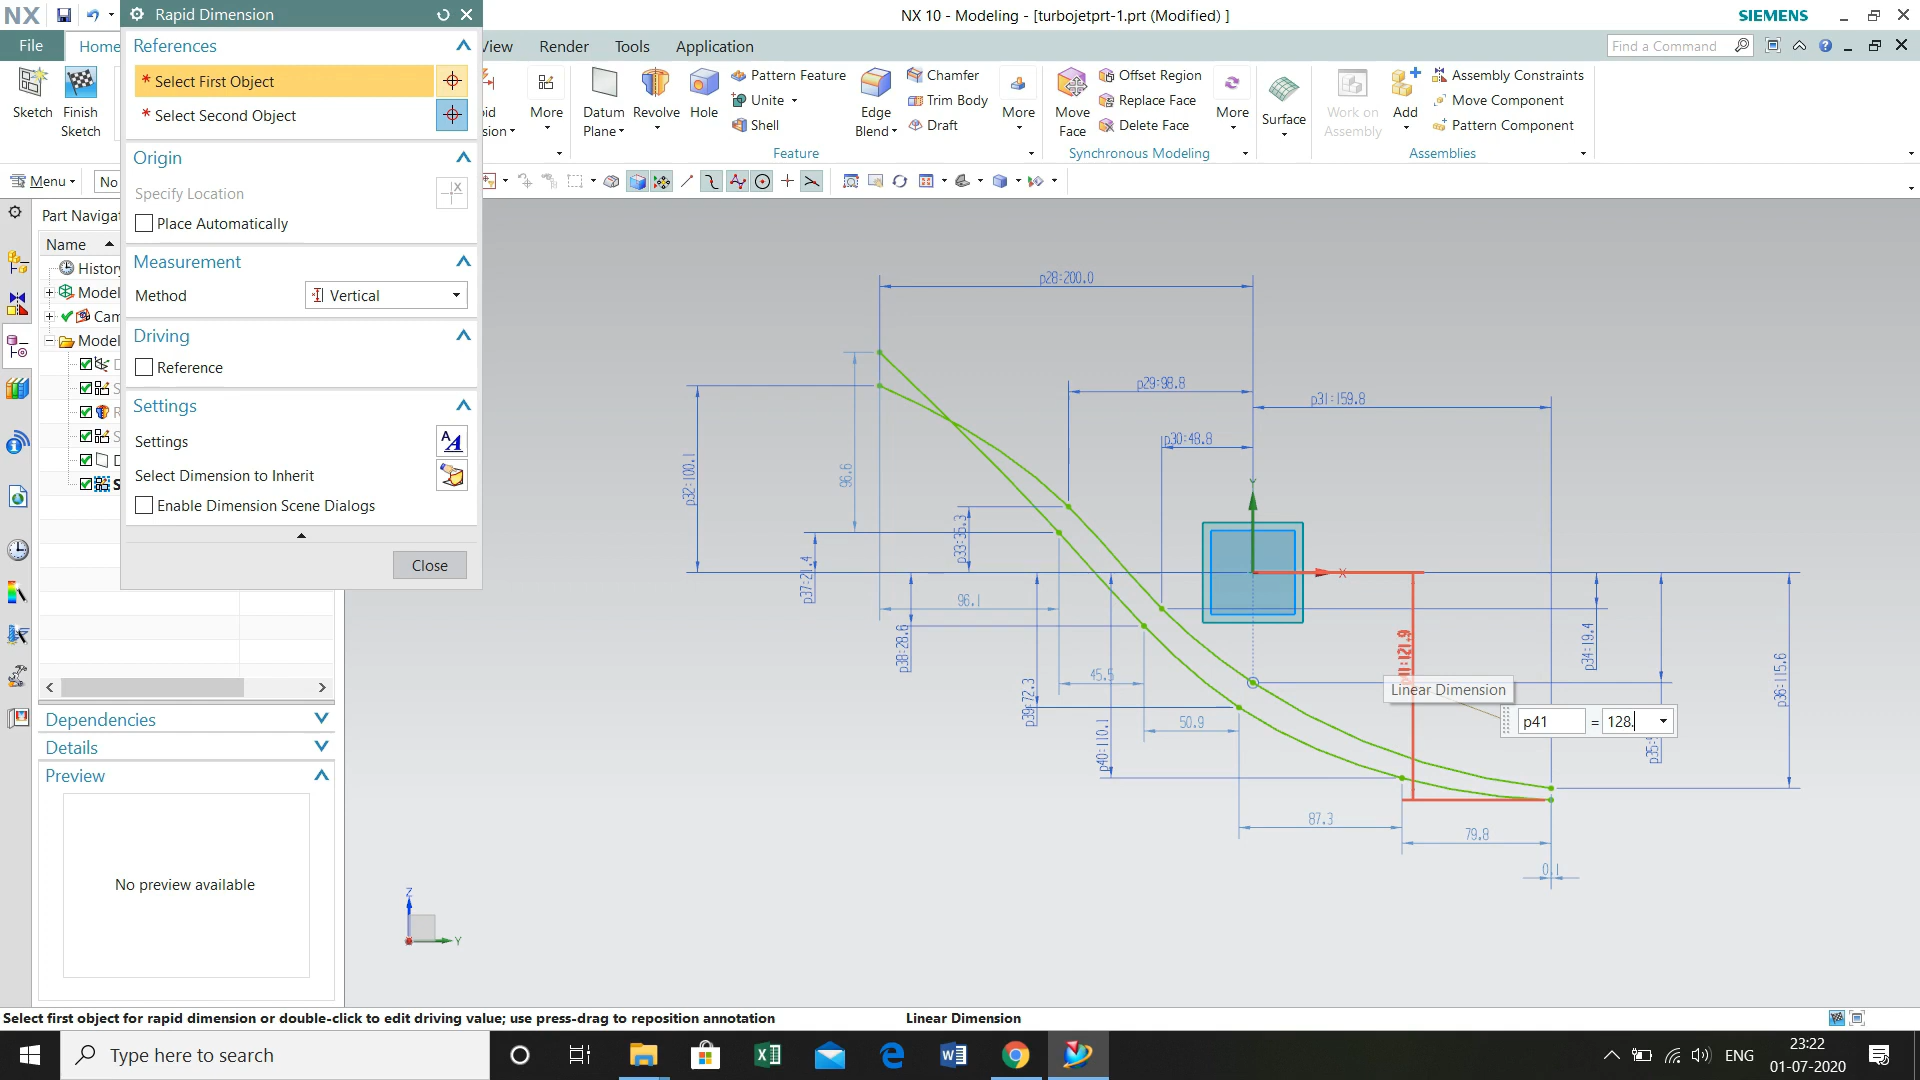 NX
Rapid Dimension
NX 10 - Modeling - [turbojetprt-1.prt (Modified) ]
SIEMENS
File
Home
View
Render
Tools
Application
Find a Command
References
* Select First Object
* Select Second Object
Origin
Specify Location
Place Automatically
Measurement
Method
Vertical
Driving
Reference
Settings
Settings
Select Dimension to Inherit
Enable Dimension Scene Dialogs
Close
Sketch
Finish
Sketch
More
Datum
Plane
Revolve
Hole
Pattern Feature
Unite
Shell
Edge
Blend
Chamfer
Trim Body
Draft
More
Feature
Move
Face
Offset Region
Replace Face
Delete Face
More
Synchronous Modeling
Surface
Work on
Assembly
Add
Assembly Constraints
Move Component
Pattern Component
Assemblies
Menu
No
Part Naviga
Name
History
Model
Cam
Model
Dependencies
Details
Preview
No preview available
p28:200.0
p29:98.8
p31:159.8
p30:48.8
p32:100.1
96.6
p33:35.3
p37:21.4
96.1
p38:28.6
45.5
p39:72.3
50.9
p40:110.1
87.3
79.8
0.1
p34:19.4
p36:115.6
Y
X
Linear Dimension
p41 = 128.
Z
Y
Select first object for rapid dimension or double-click to edit driving value; use press-drag to reposition annotation
Linear Dimension
Type here to search
ENG
23:22
01-07-2020